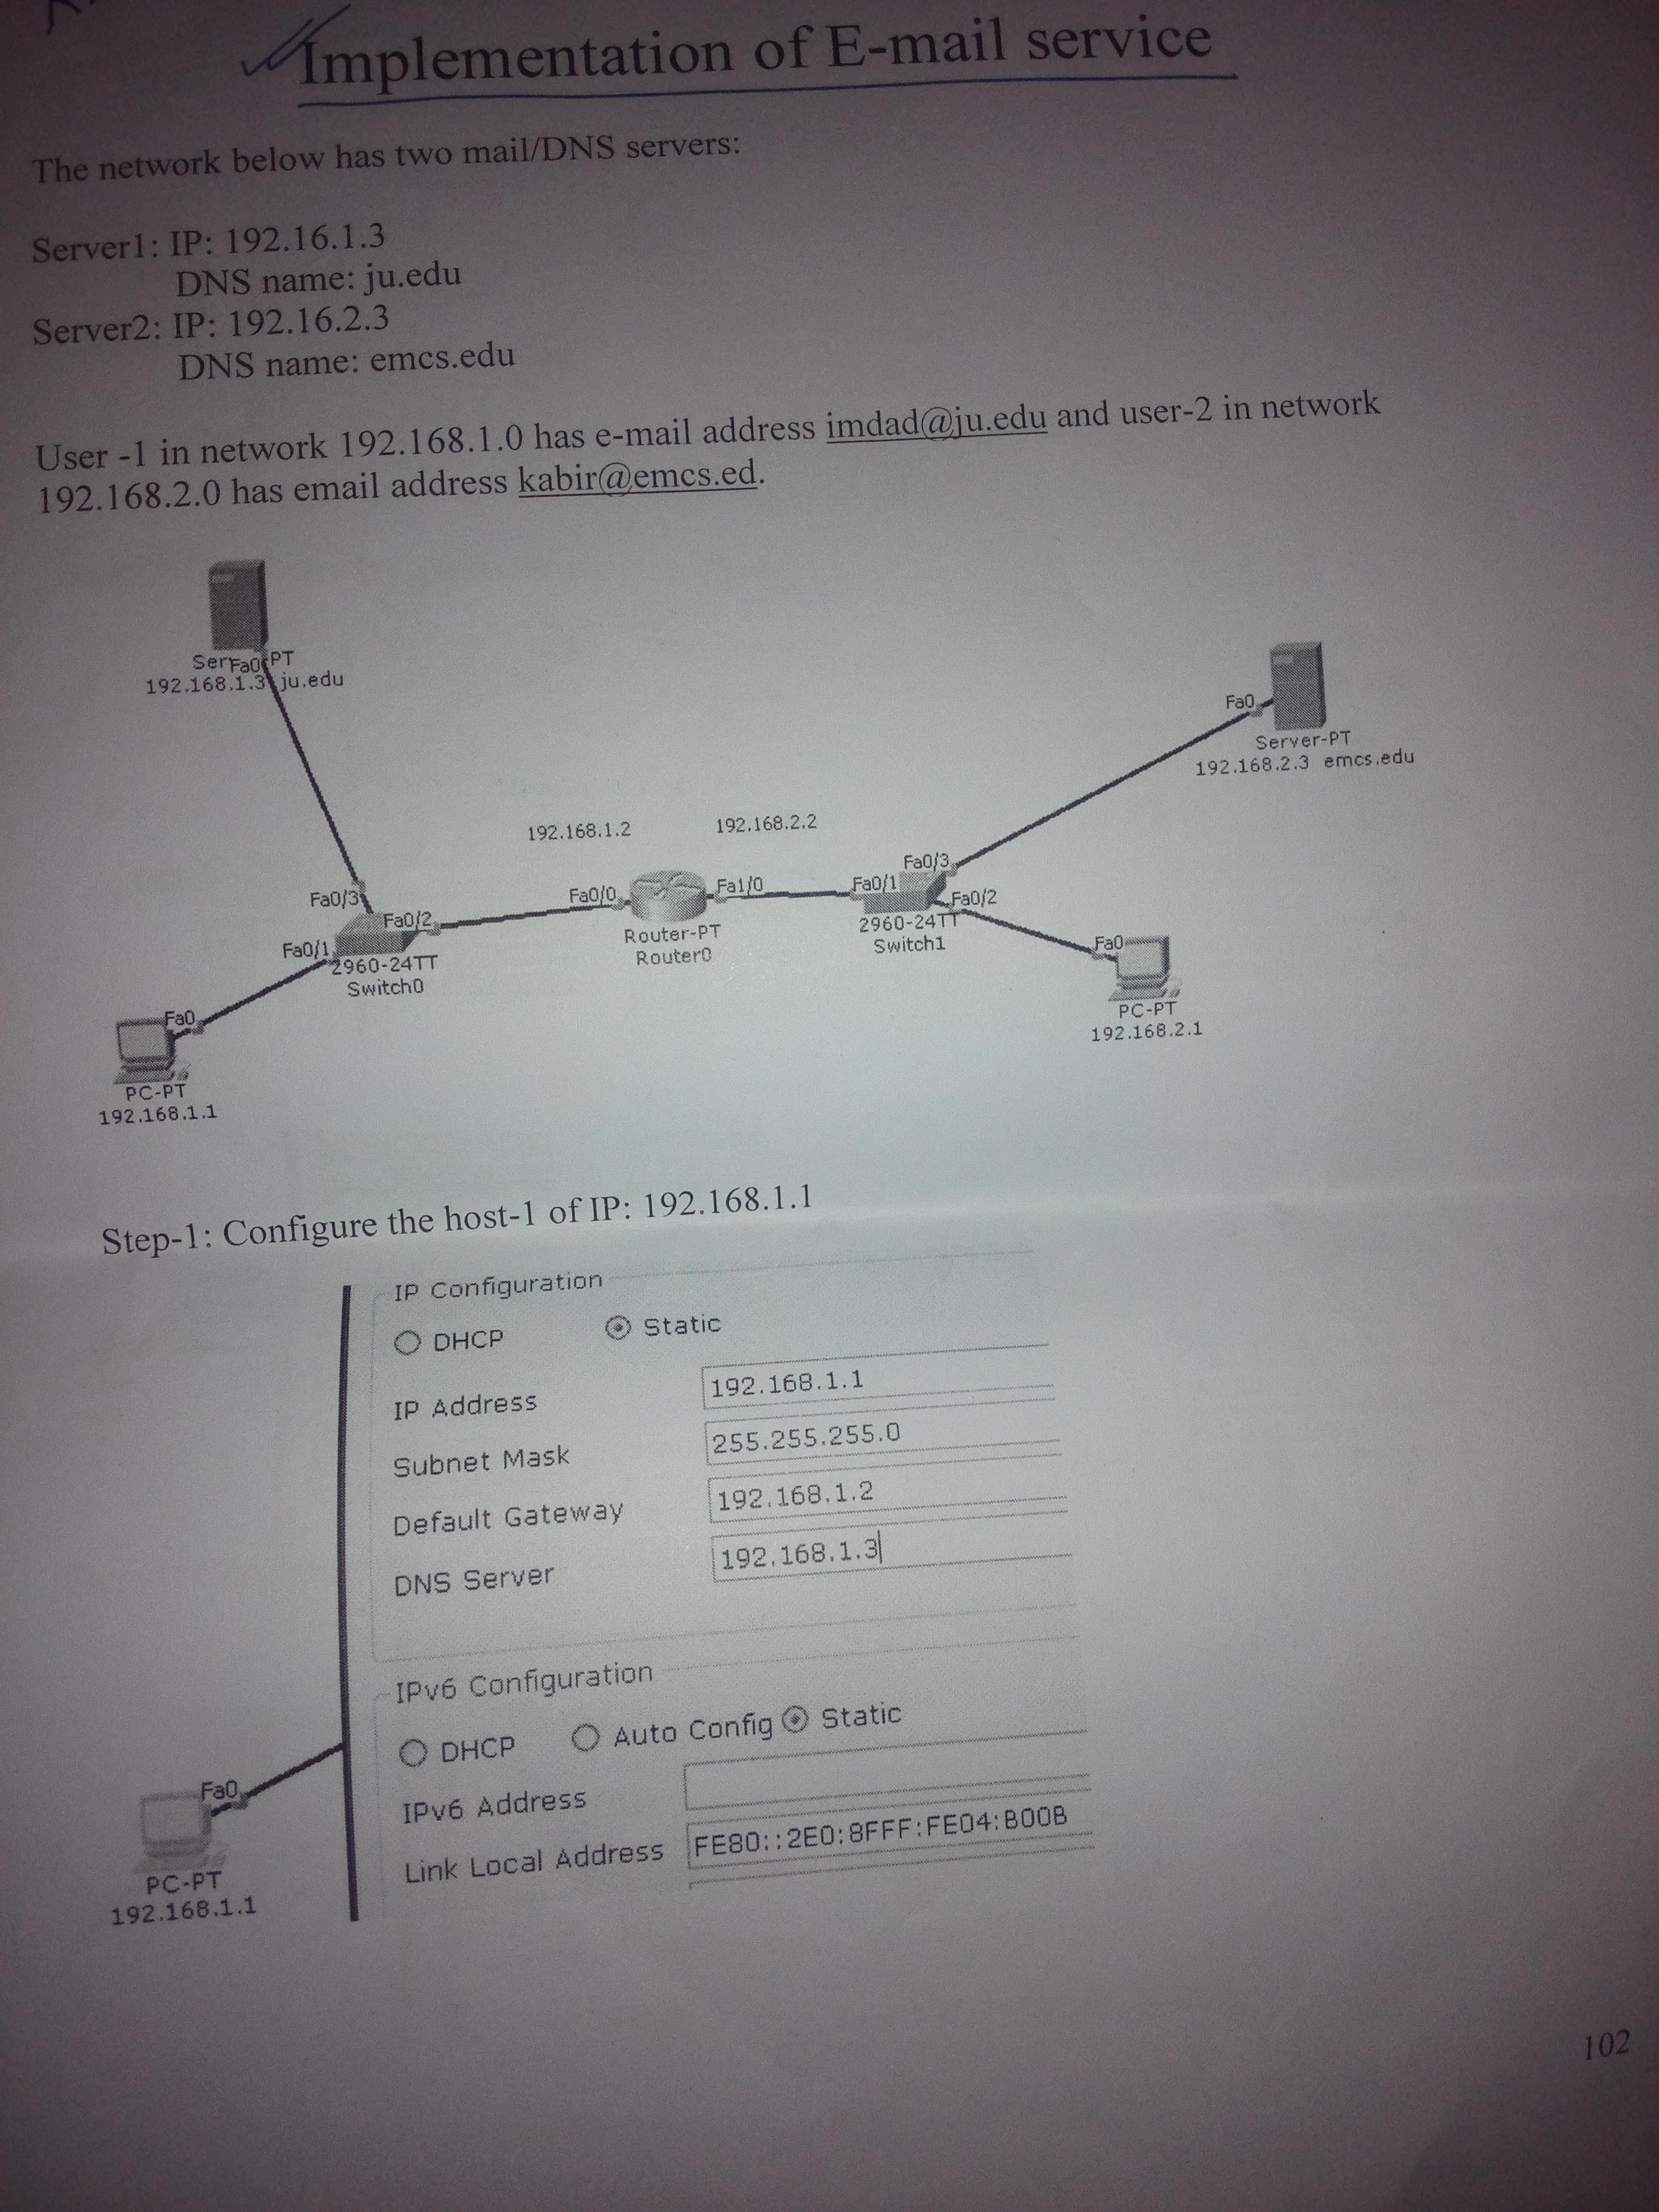 Implementation of E-mail service
The network below has two mail/DNS servers:
Server1: IP: 192.16.1.3
DNS name: ju.edu
Server2: IP: 192.16.2.3
DNS name: emcs.edu
User -1 in network 192.168.1.0 has e-mail address imdad@ju.edu and user-2 in network
192.168.2.0 has email address kabir@emcs.ed.
Fa0 PT
192.168.1.3 ju.edu
Fa0
Server-PT
192.168.2.3 emcs.edu
192.168.1.2
192.168.2.2
Fa0/3
Fa0/2
Fa0/1
2960-24TT
Switch0
Fa0/0
Fa1/0
Router-PT
Router0
Fa0/3
Fa0/1
Fa0/2
2960-24TT
Switch1
Fa0
PC-PT
192.168.2.1
Fa0
PC-PT
192.168.1.1
Step-1: Configure the host-1 of IP: 192.168.1.1
IP Configuration
DHCP Static
IP Address 192.168.1.1
Subnet Mask 255.255.255.0
Default Gateway 192.168.1.2
DNS Server 192.168.1.3
IPv6 Configuration
DHCP Auto Config Static
IPv6 Address
Link Local Address FE80::2E0:8FFF:FE04:B00B
Fa0
PC-PT
192.168.1.1
102